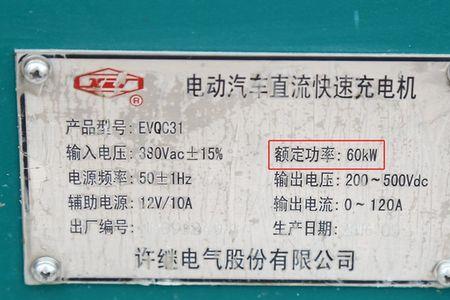 XJ
®
电动汽车直流快速充电机
产品型号: EVQC31
输入电压: 380Vac±15%
额定功率: 60kW
电源频率: 50±1Hz
输出电压: 200~500Vdc
辅助电源: 12V/10A
输出电流: 0~120A
出厂编号:
生产日期:
许继电气股份有限公司